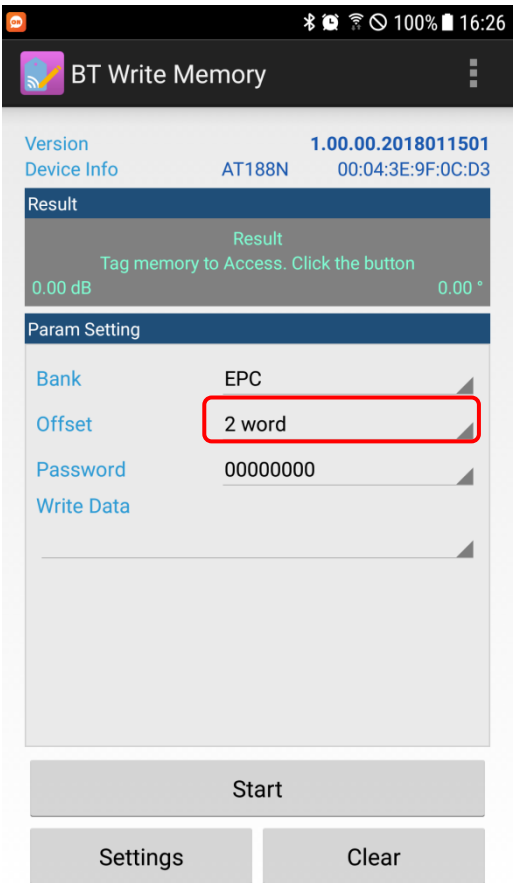 100% 16:26
BT Write Memory
Version 1.00.00.2018011501
Device Info AT188N 00:04:3E:9F:0C:D3
Result
Result
Tag memory to Access. Click the button
0.00 dB 0.00 °
Param Setting
Bank EPC
Offset 2 word
Password 00000000
Write Data
Start
Settings Clear